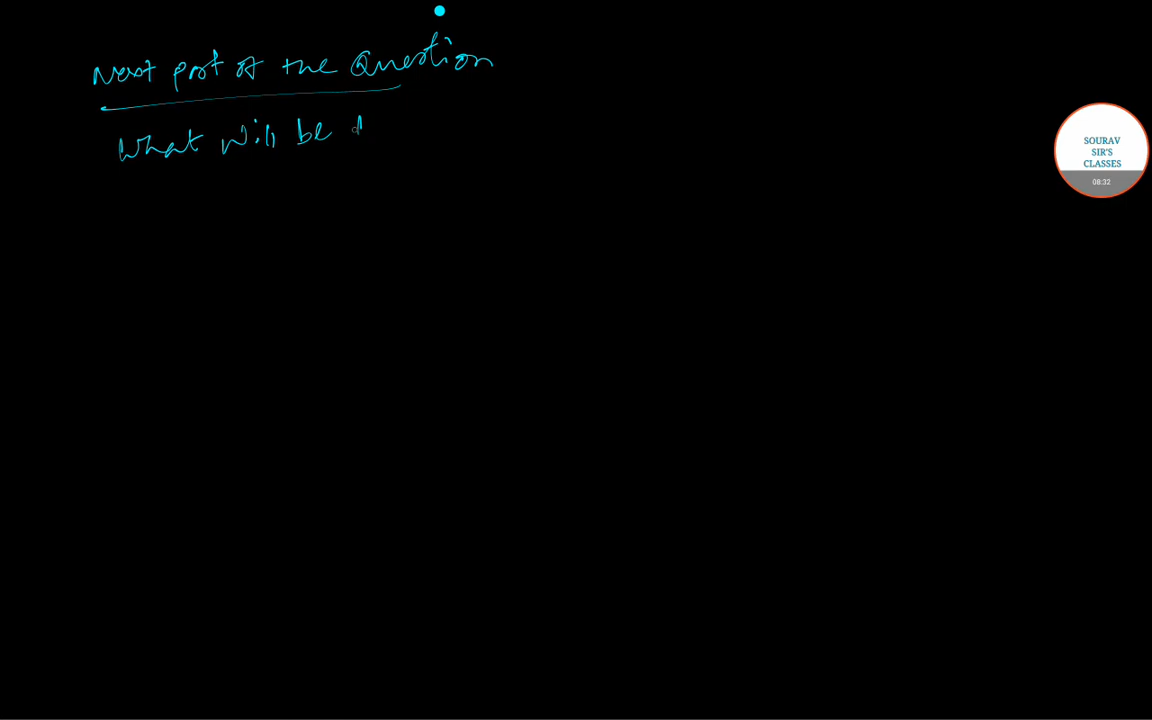 Next part of the Question
What will be
SOURAV
SIR'S
CLASSES
08:32